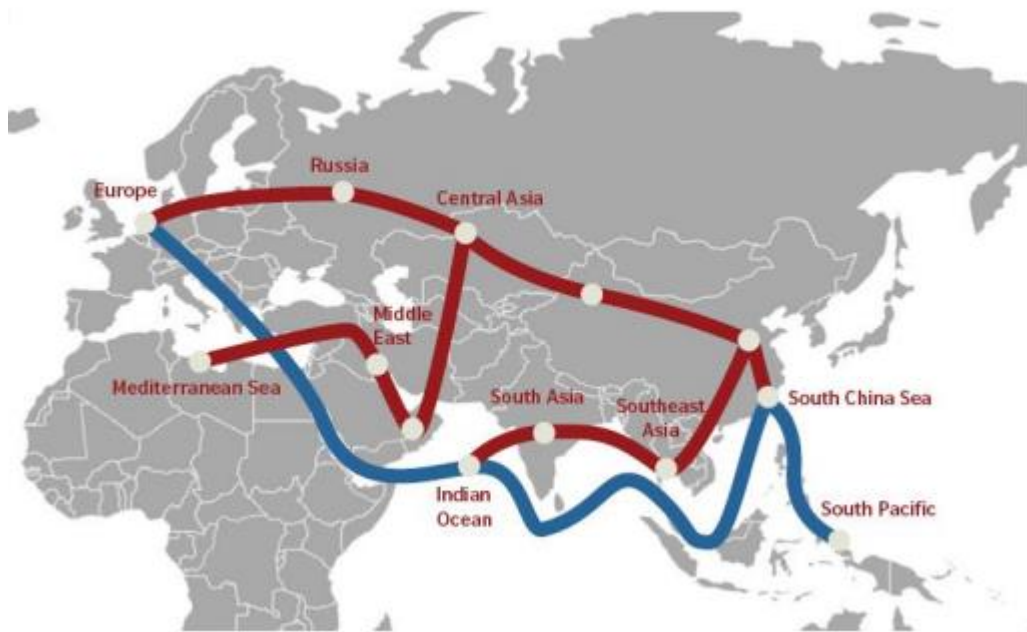 Russia
Europe
Central Asia
Middle
East
Mediterranean Sea
South Asia
South China Sea
Southeast
Asia
Indian
Ocean
South Pacific